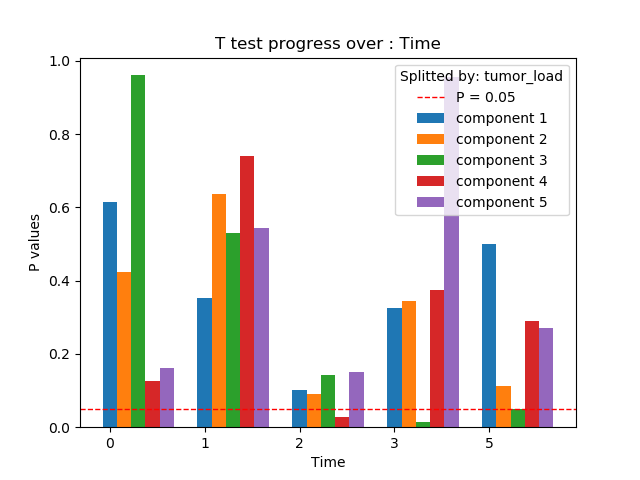 T test progress over : Time
1.0
0.8
0.6
0.4
0.2
0.0
P values
Splitted by: tumor_load
P = 0.05
component 1
component 2
component 3
component 4
component 5
0 1 2 3 5
Time